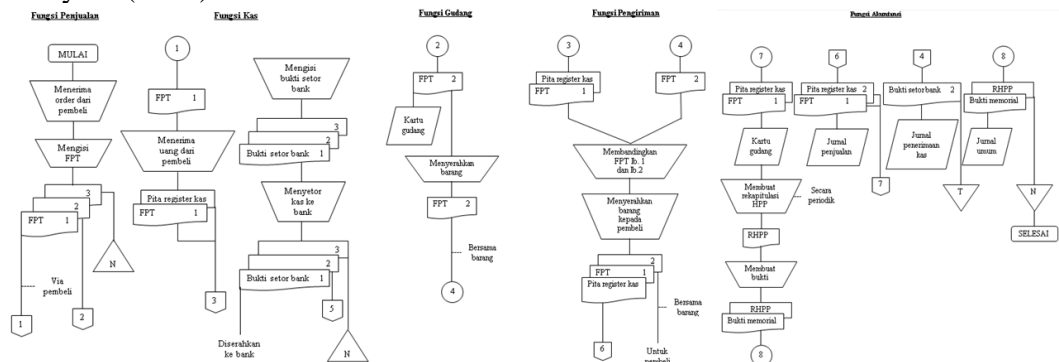 Fungsi Penjualan
MULAI
Menerima
order dari
pembeli
Mengisi
FPT
3
2
FPT 1
N
Via
pembeli
1
2
Fungsi Kas
1
FPT 1
Menerima
uang dari
pembeli
Pita register kas
FPT 1
3
Mengisi
bukti setor
bank
3
2
Bukti setor bank 1
Menyetor
kas ke
bank
3
2
Bukti setor bank 1
5
Diserahkan
ke bank
N
Fungsi Gudang
2
FPT 2
Kartu
gudang
Menyerahkan
barang
FPT 2
Bersama
barang
4
Fungsi Pengiriman
3
4
Pita register kas
FPT 1
FPT 2
Membandingkan
FPT lb. 1
dan lb.2
Menyerahkan
barang
kepada
pembeli
2
FPT 1
Pita register kas
Bersama
barang
6
Untuk
pembeli
Fungsi Akuntansi
7
6
4
8
Pita register kas
FPT 1
Pita register kas 2
FPT 1
Bukti setor bank 2
RHPP
Bukti memorial
Kartu
gudang
Jurnal
penjualan
Jurnal
penerimaan
kas
Jurnal
umum
Membuat
rekapitulasi
HPP
Secara
periodik
7
T
N
RHPP
SELESAI
Membuat
bukti
RHPP
Bukti memorial
8